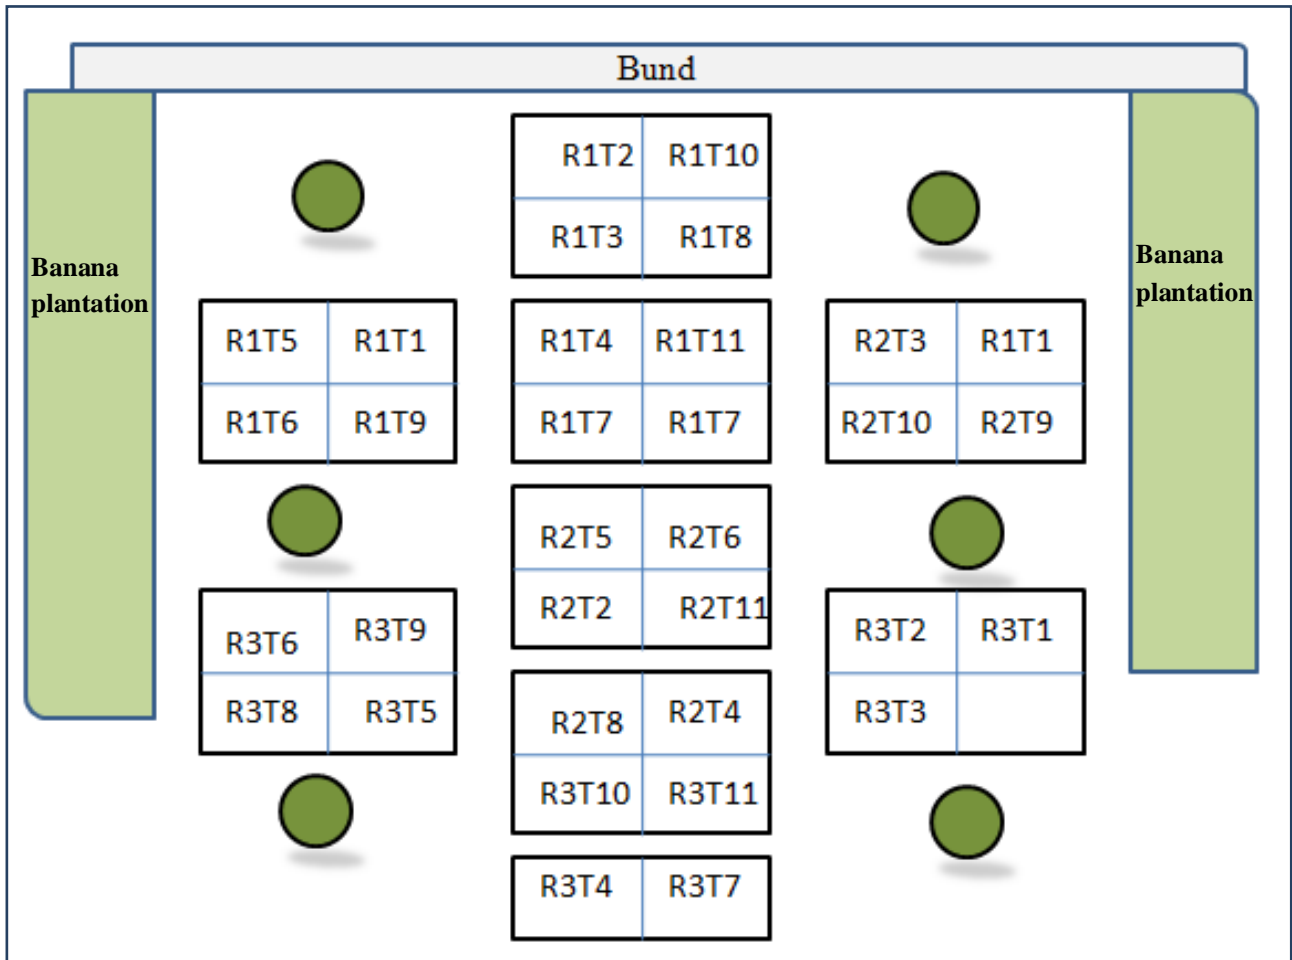 Bund
R1T2 R1T10
R1T3 R1T8
Banana
plantation
Banana
plantation
R1T5 R1T1
R1T6 R1T9
R1T4 R1T11
R1T7 R1T7
R2T3 R1T1
R2T10 R2T9
R2T5 R2T6
R2T2 R2T11
R3T6 R3T9
R3T8 R3T5
R3T2 R3T1
R3T3
R2T8 R2T4
R3T10 R3T11
R3T4 R3T7